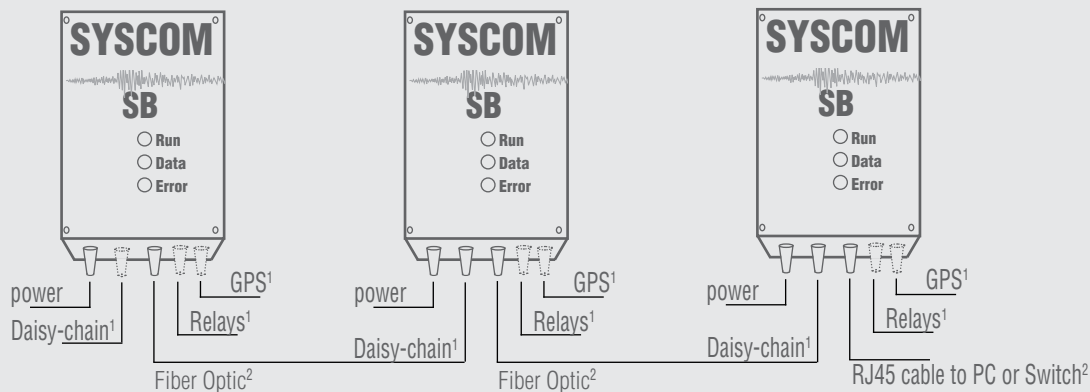 SYSCOM
SB
Run
Data
Error
power
Daisy-chain¹
Fiber Optic²
Relays¹
GPS¹
SYSCOM
SB
Run
Data
Error
power
Daisy-chain¹
Fiber Optic²
Relays¹
GPS¹
SYSCOM
SB
Run
Data
Error
power
Daisy-chain¹
RJ45 cable to PC or Switch²
Relays¹
GPS¹